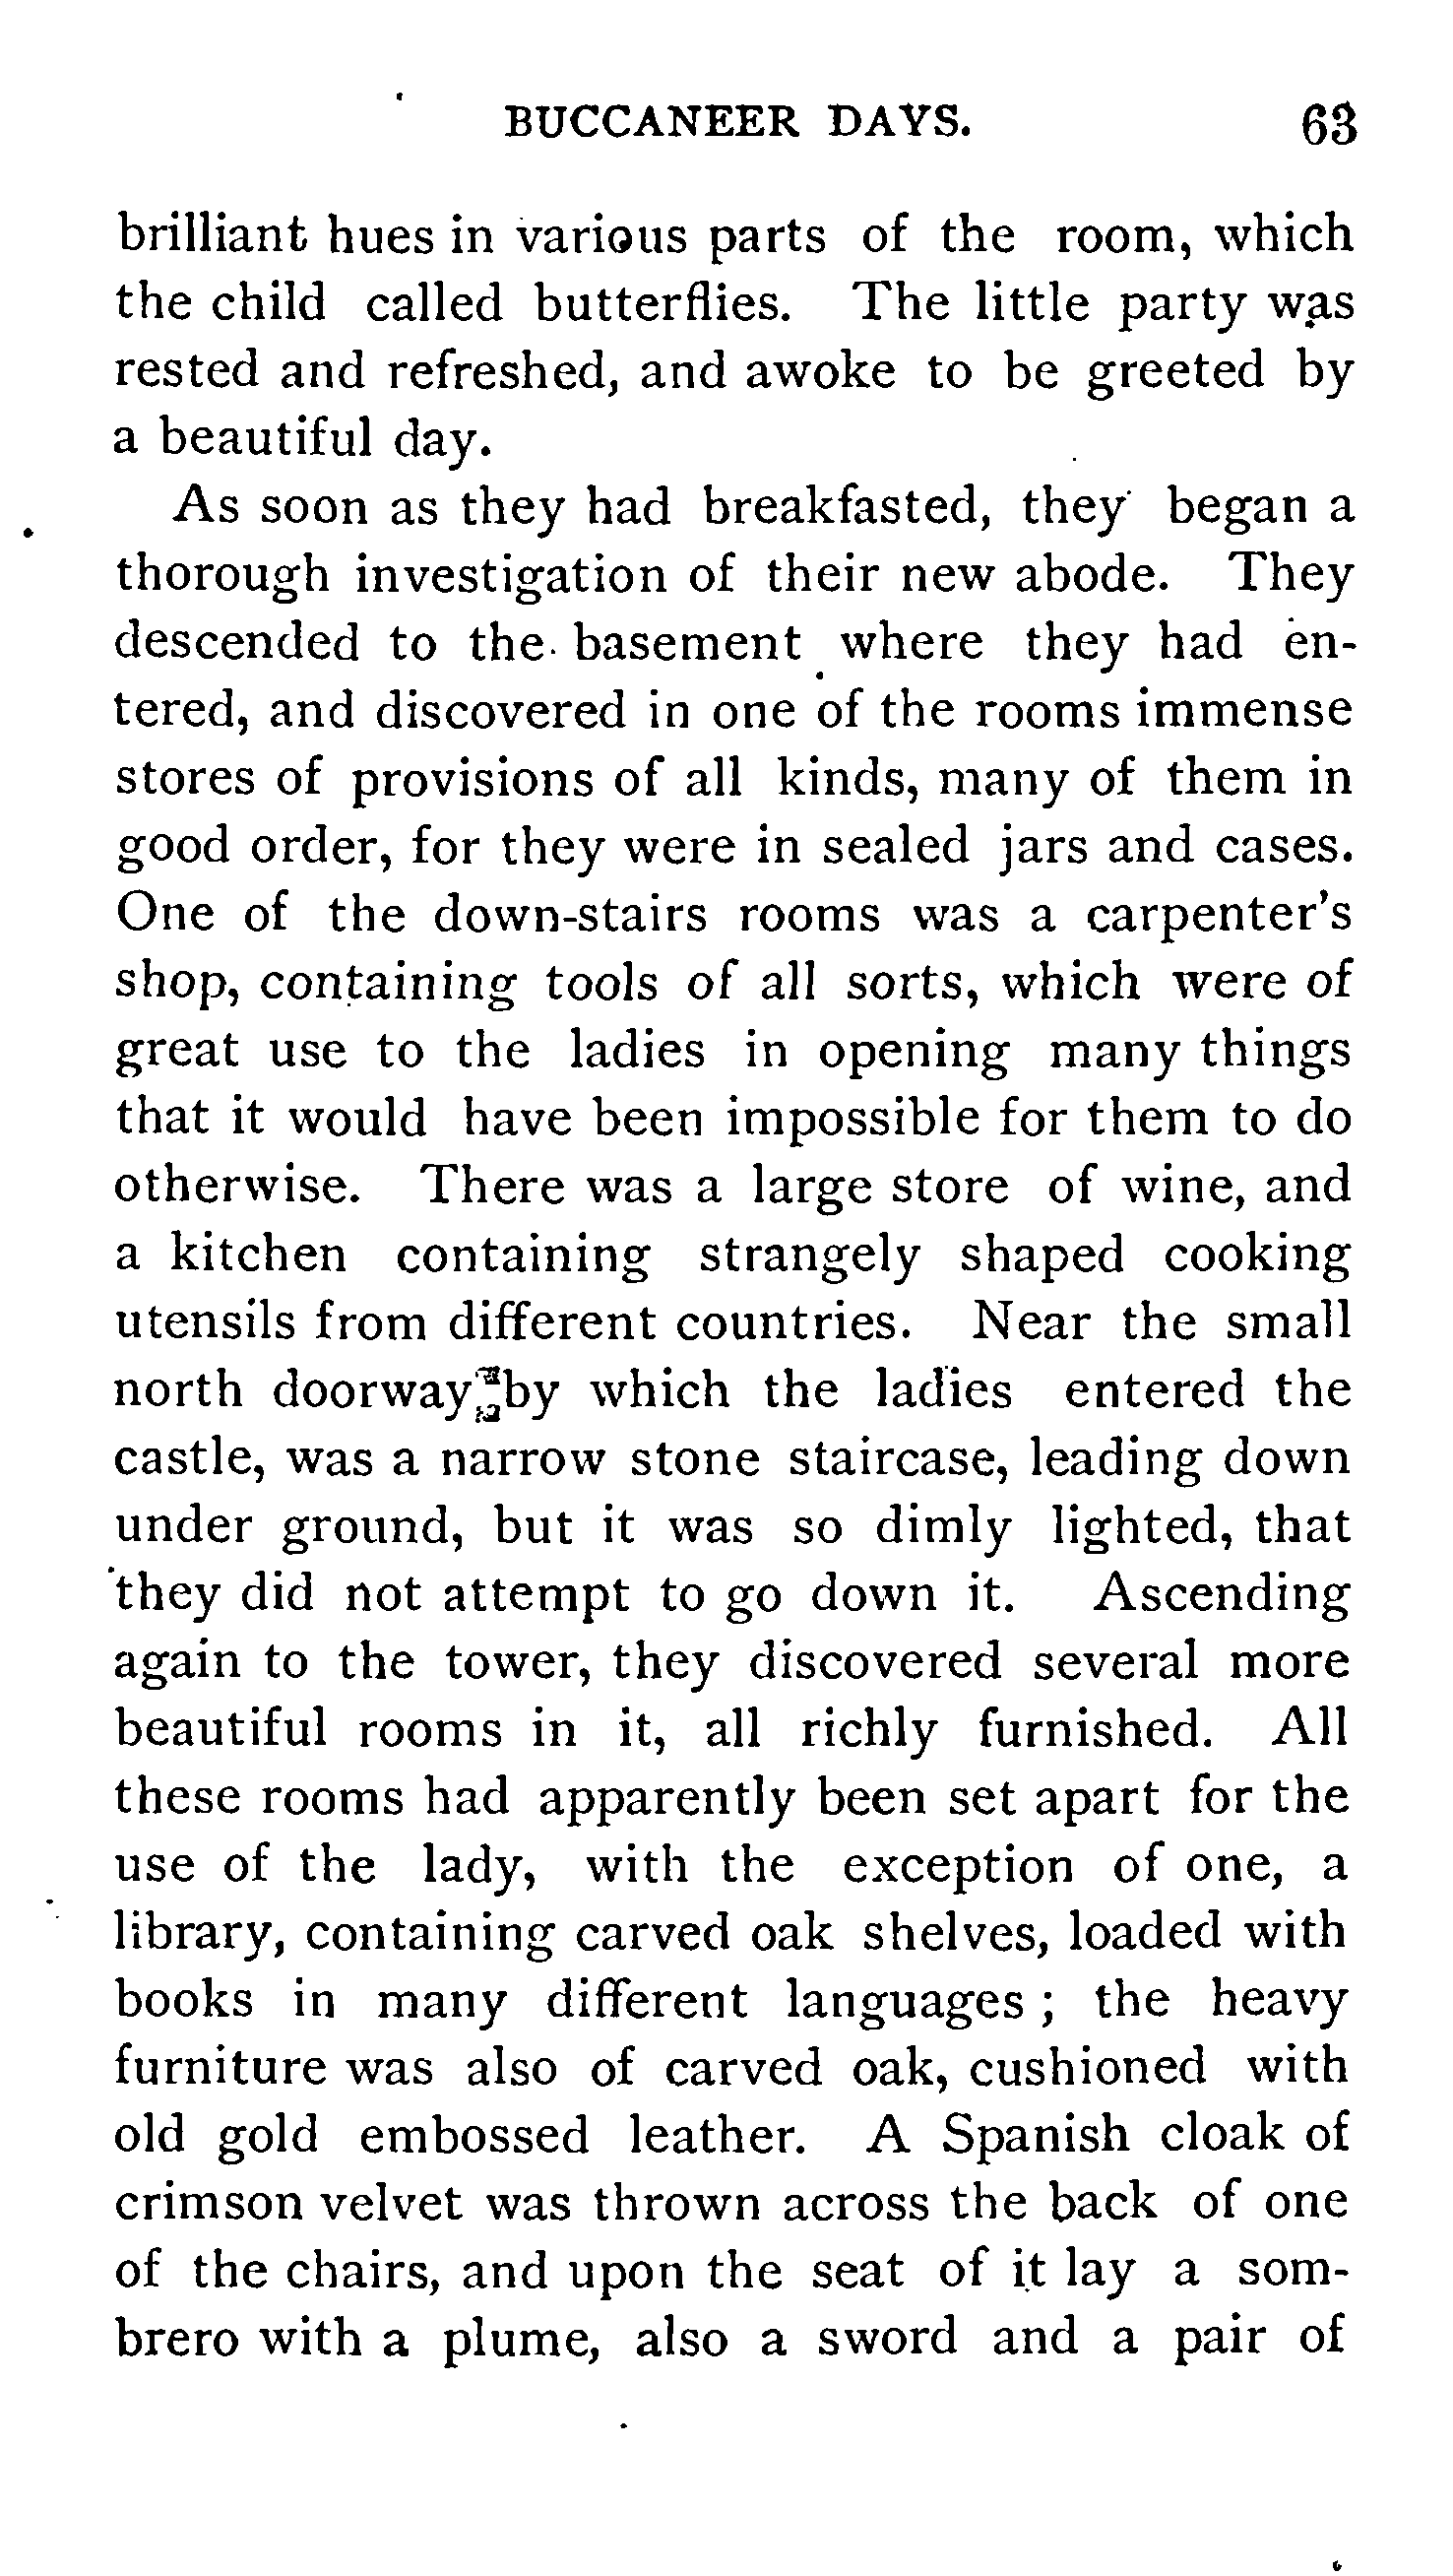 BUCCANEER DAYS. 63
brilliant hues in various parts of the room, which
the child called butterflies. The little party was
rested and refreshed, and awoke to be greeted by
a beautiful day.
As soon as they had breakfasted, they began a
thorough investigation of their new abode. They
descended to the basement where they had en-
tered, and discovered in one of the rooms immense
stores of provisions of all kinds, many of them in
good order, for they were in sealed jars and cases.
One of the down-stairs rooms was a carpenter's
shop, containing tools of all sorts, which were of
great use to the ladies in opening many things
that it would have been impossible for them to do
otherwise. There was a large store of wine, and
a kitchen containing strangely shaped cooking
utensils from different countries. Near the small
north doorway by which the ladies entered the
castle, was a narrow stone staircase, leading down
under ground, but it was so dimly lighted, that
they did not attempt to go down it. Ascending
again to the tower, they discovered several more
beautiful rooms in it, all richly furnished. All
these rooms had apparently been set apart for the
use of the lady, with the exception of one, a
library, containing carved oak shelves, loaded with
books in many different languages ; the heavy
furniture was also of carved oak, cushioned with
old gold embossed leather. A Spanish cloak of
crimson velvet was thrown across the back of one
of the chairs, and upon the seat of it lay a som-
brero with a plume, also a sword and a pair of